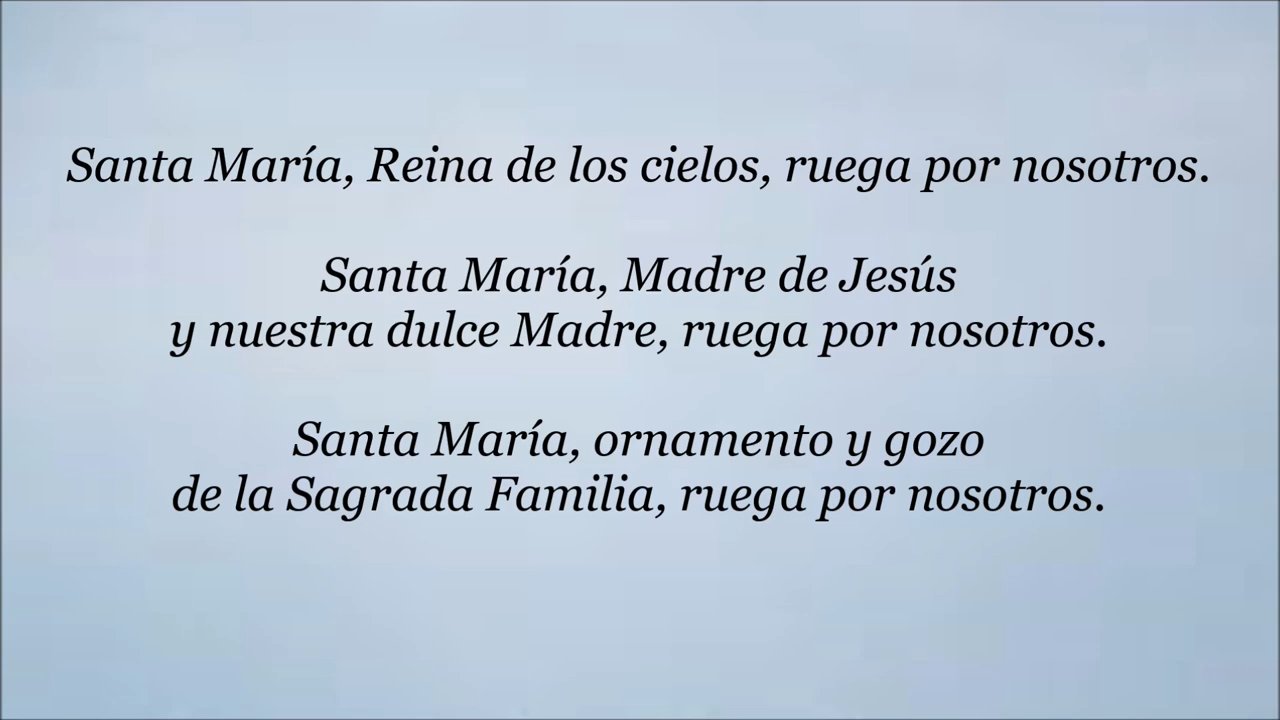 Santa María, Reina de los cielos, ruega por nosotros.
Santa María, Madre de Jesús
y nuestra dulce Madre, ruega por nosotros.
Santa María, ornamento y gozo
de la Sagrada Familia, ruega por nosotros.